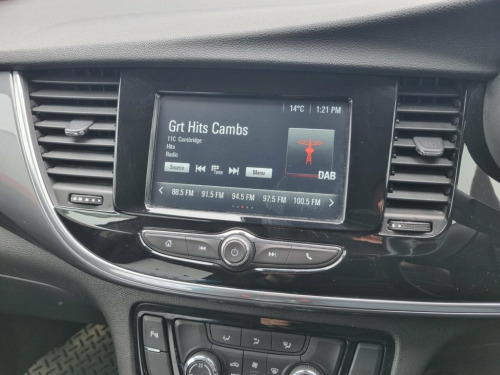 14°C 1:21 PM
Grt Hits Cambs
11C Cambridge
Hits
Radio
Source Tune Menu
DAB
88.5 FM 91.5 FM 94.5 FM 97.5 FM 100.5 FM